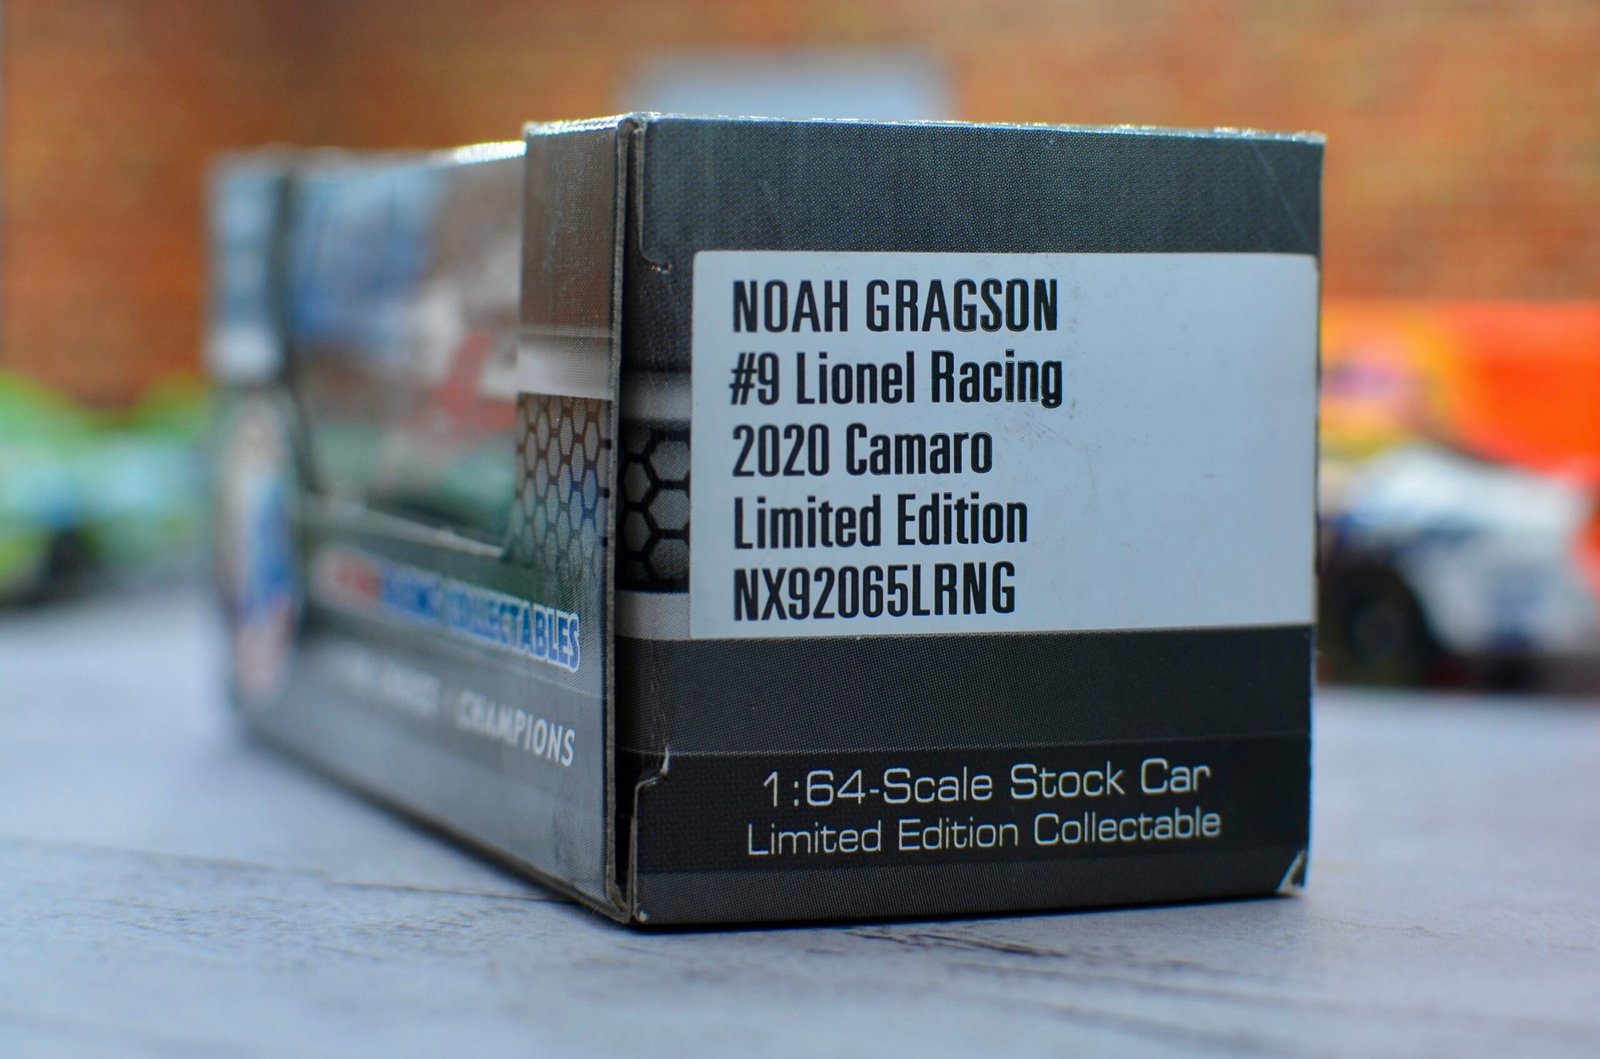 NOAH GRAGSON
#9 Lionel Racing
2020 Camaro
Limited Edition
NX92065LRNG
1:64-Scale Stock Car
Limited Edition Collectable
COLLECTABLES
CHAMPIONS